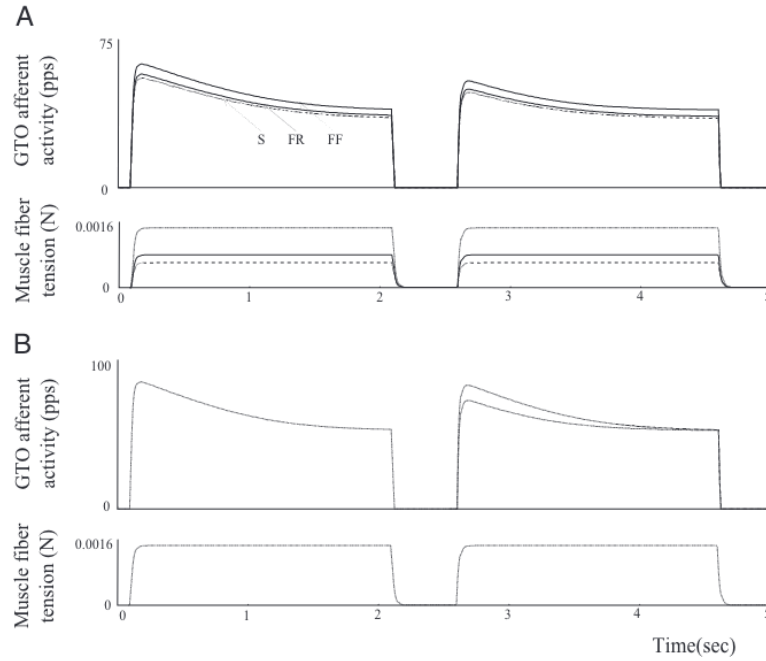 A
75
GTO afferent
activity (pps)
S FR FF
0
0.0016
Muscle fiber
tension (N)
0 1 2 3 4 5
B
100
GTO afferent
activity (pps)
0
0.0016
Muscle fiber
tension (N)
0
0 1 2 3 4
Time(sec)